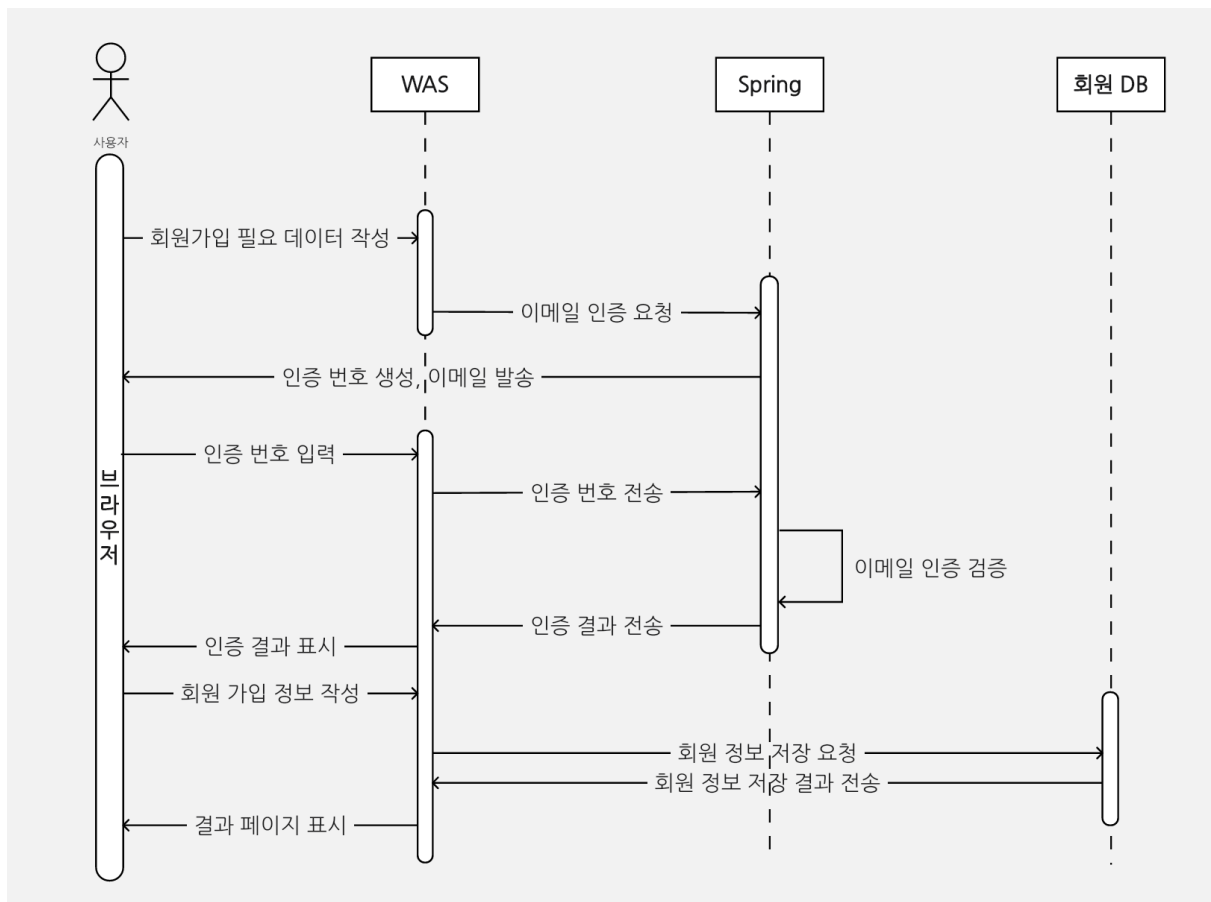 WAS
Spring
회원 DB
사용자
회원가입 필요 데이터 작성
이메일 인증 요청
인증 번호 생성, 이메일 발송
인증 번호 입력
브라우저
인증 번호 전송
이메일 인증 검증
인증 결과 전송
인증 결과 표시
회원 가입 정보 작성
회원 정보 저장 요청
회원 정보 저장 결과 전송
결과 페이지 표시